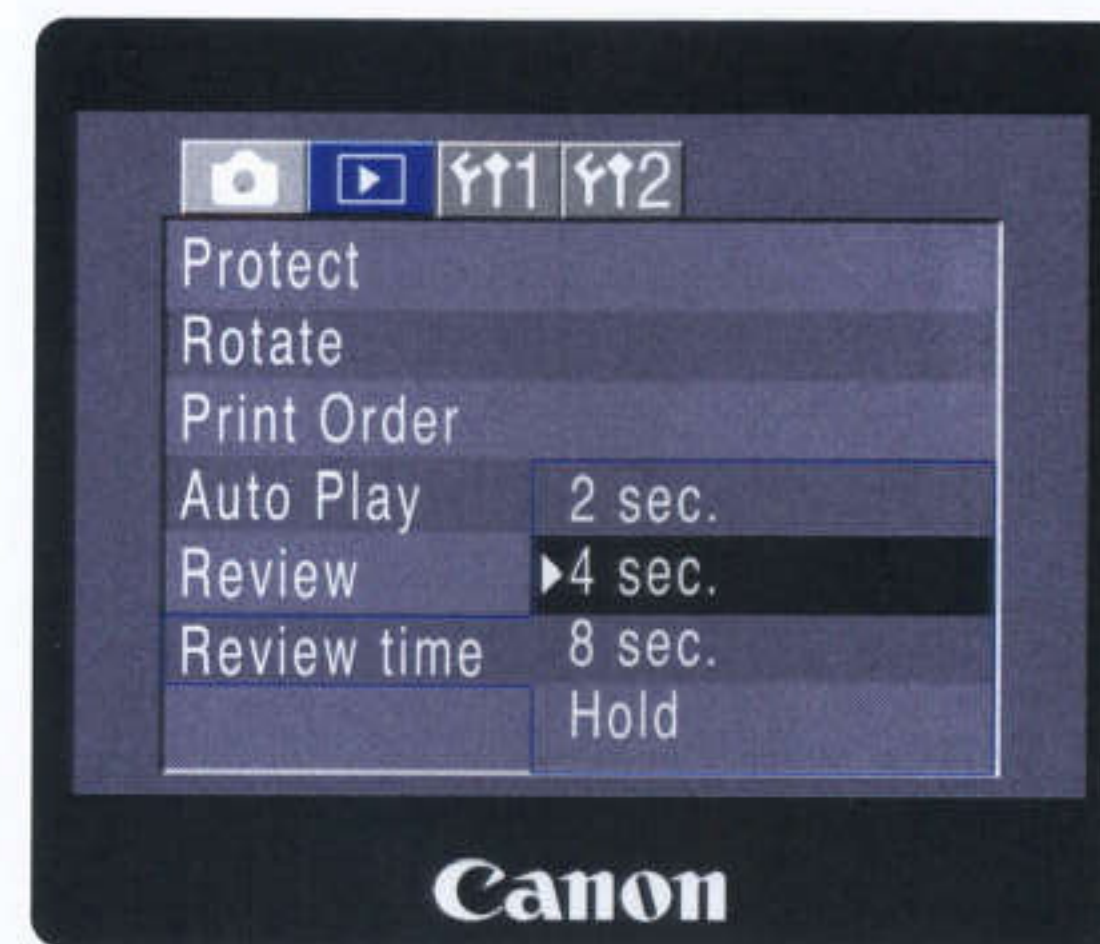 1 2
Protect
Rotate
Print Order
Auto Play
Review
Review time
2 sec.
4 sec.
8 sec.
Hold
Canon